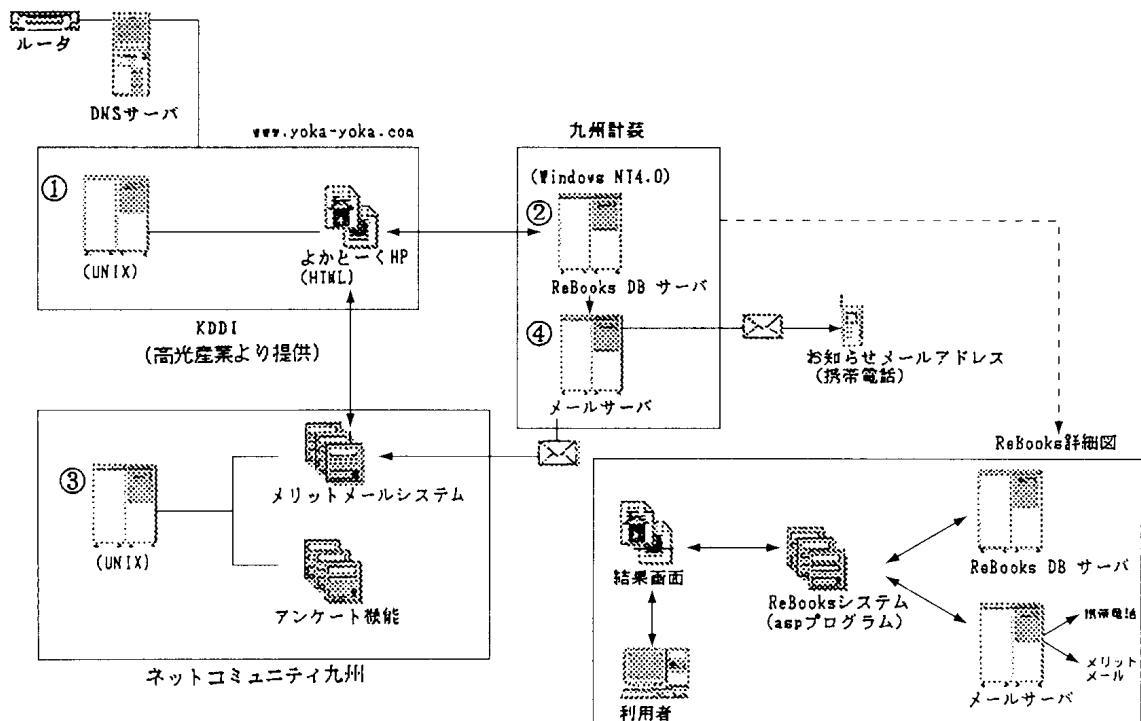 ルータ
DNSサーバ
www.yoka-yoka.com
①
(UNIX)
よかとーくHP
(HTML)
KDDI
(高光産業より提供)
九州計装
(Windows NT4.0)
②
ReBooks DB サーバ
④
メールサーバ
お知らせメールアドレス
(携帯電話)
③
(UNIX)
メリットメールシステム
アンケート機能
ネットコミュニティ九州
ReBooks詳細図
結果画面
利用者
ReBooksシステム
(aspプログラム)
ReBooks DB サーバ
メールサーバ
携帯電話
メリット
メール